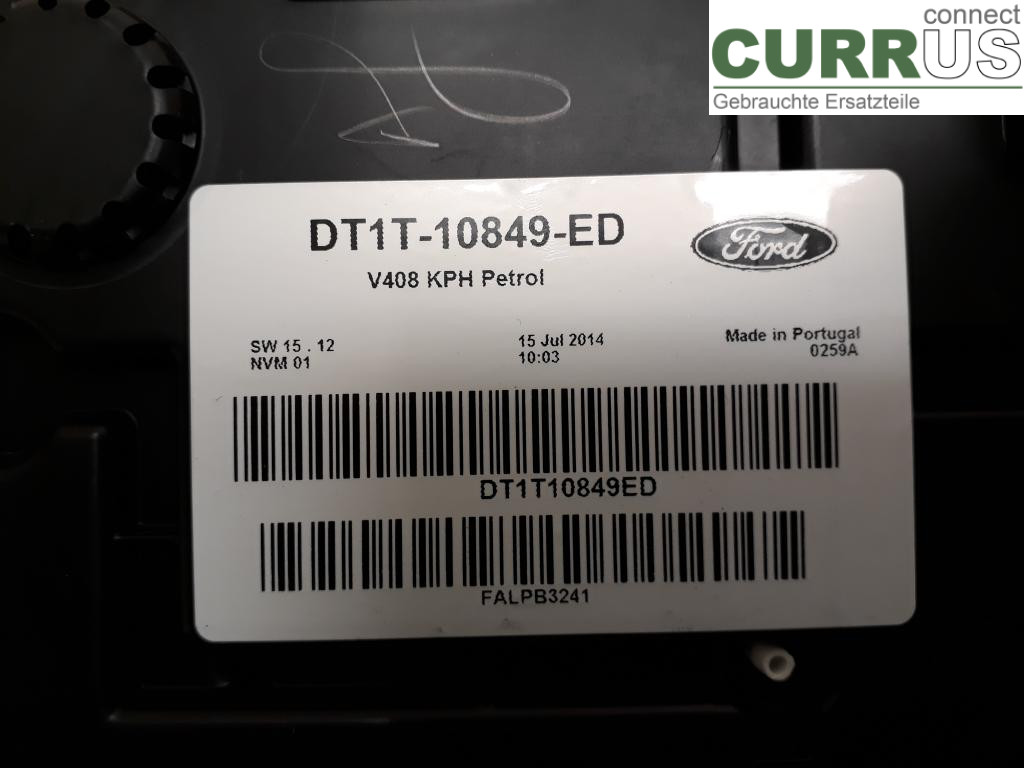 connect
CURRUS
Gebrauchte Ersatzteile
DT1T-10849-ED
Ford
V408 KPH Petrol
SW 15 . 12
NVM 01
15 Jul 2014
10:03
Made in Portugal
0259A
DT1T10849ED
FALPB3241